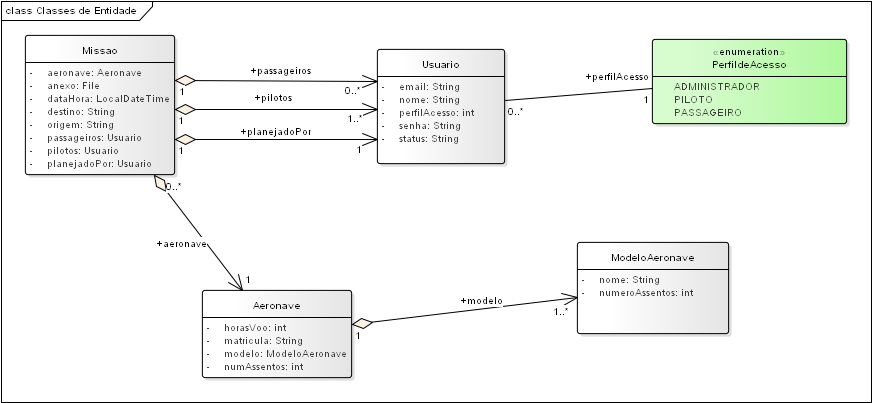 class Classes de Entidade
Missao
- aeronave: Aeronave
- anexo: File
- dataHora: LocalDateTime
- destino: String
- origem: String
- passageiros: Usuario
- pilotos: Usuario
- planejadoPor: Usuario
+passageiros
1
0..*
+pilotos
1
1..*
+planejadoPor
1
1
Usuario
- email: String
- nome: String
- perfilAcesso: int
- senha: String
- status: String
+perfilAcesso
0..*
1
«enumeration»
PerfildeAcesso
ADMINISTRADOR
PILOTO
PASSAGEIRO
0..*
+aeronave
1
Aeronave
- horasVoo: int
- matricula: String
- modelo: ModeloAeronave
- numAssentos: int
+modelo
1
1..*
ModeloAeronave
- nome: String
- numeroAssentos: int